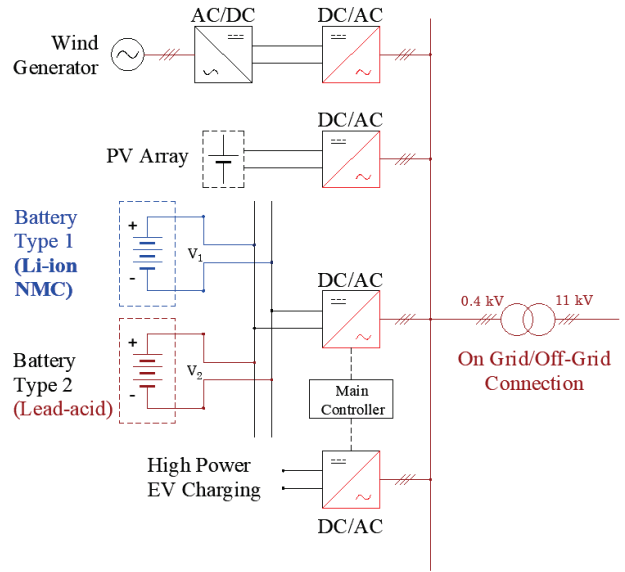 AC/DC
DC/AC
Wind
Generator
DC/AC
PV Array
Battery
Type 1
(Li-ion
NMC)
+
-
V1
DC/AC
0.4 kV
11 kV
On Grid/Off-Grid
Connection
Battery
Type 2
(Lead-acid)
+
-
V2
Main
Controller
High Power
EV Charging
DC/AC